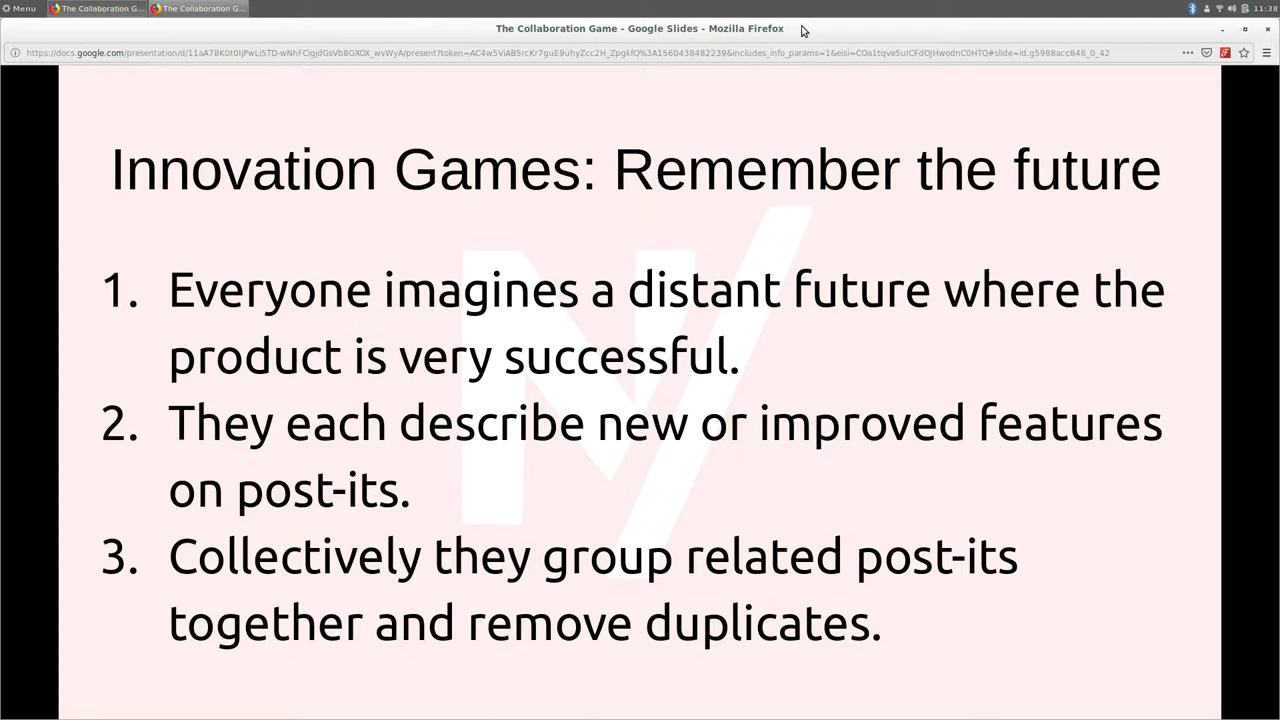 Menu
The Collaboration G...
The Collaboration G...
11:38
The Collaboration Game - Google Slides - Mozilla Firefox
Innovation Games: Remember the future
1. Everyone imagines a distant future where the
product is very successful.
2. They each describe new or improved features
on post-its.
3. Collectively they group related post-its
together and remove duplicates.